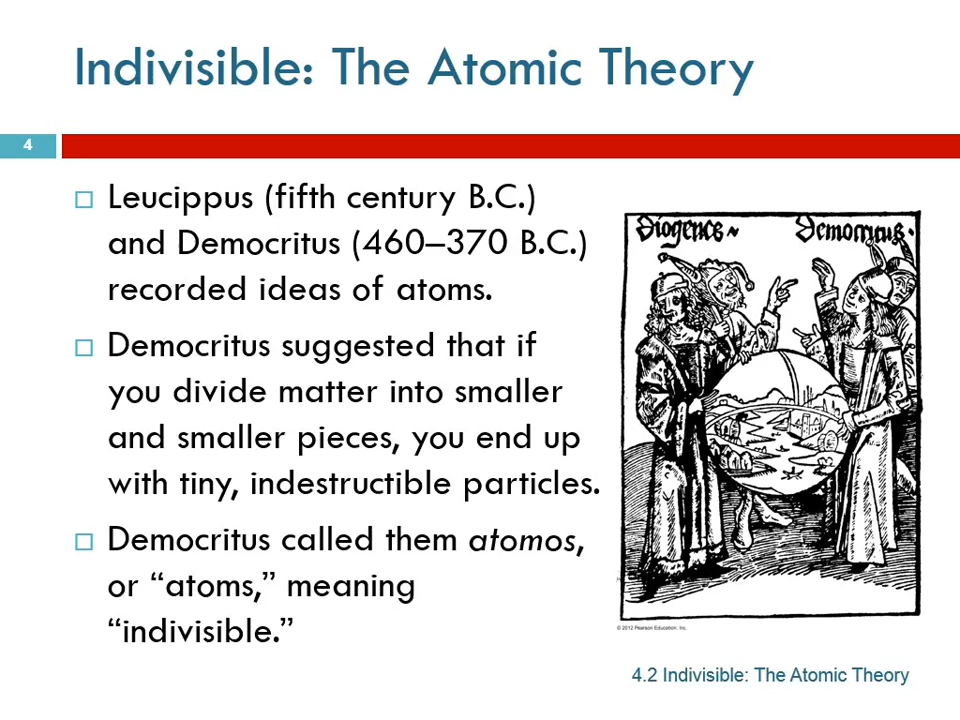 Indivisible: The Atomic Theory
4
Leucippus (fifth century B.C.)
and Democritus (460–370 B.C.)
recorded ideas of atoms.
Democritus suggested that if
you divide matter into smaller
and smaller pieces, you end up
with tiny, indestructible particles.
Democritus called them atomos,
or “atoms,” meaning
“indivisible.”
Diogenes Democritus
© 2012 Pearson Education, Inc.
4.2 Indivisible: The Atomic Theory